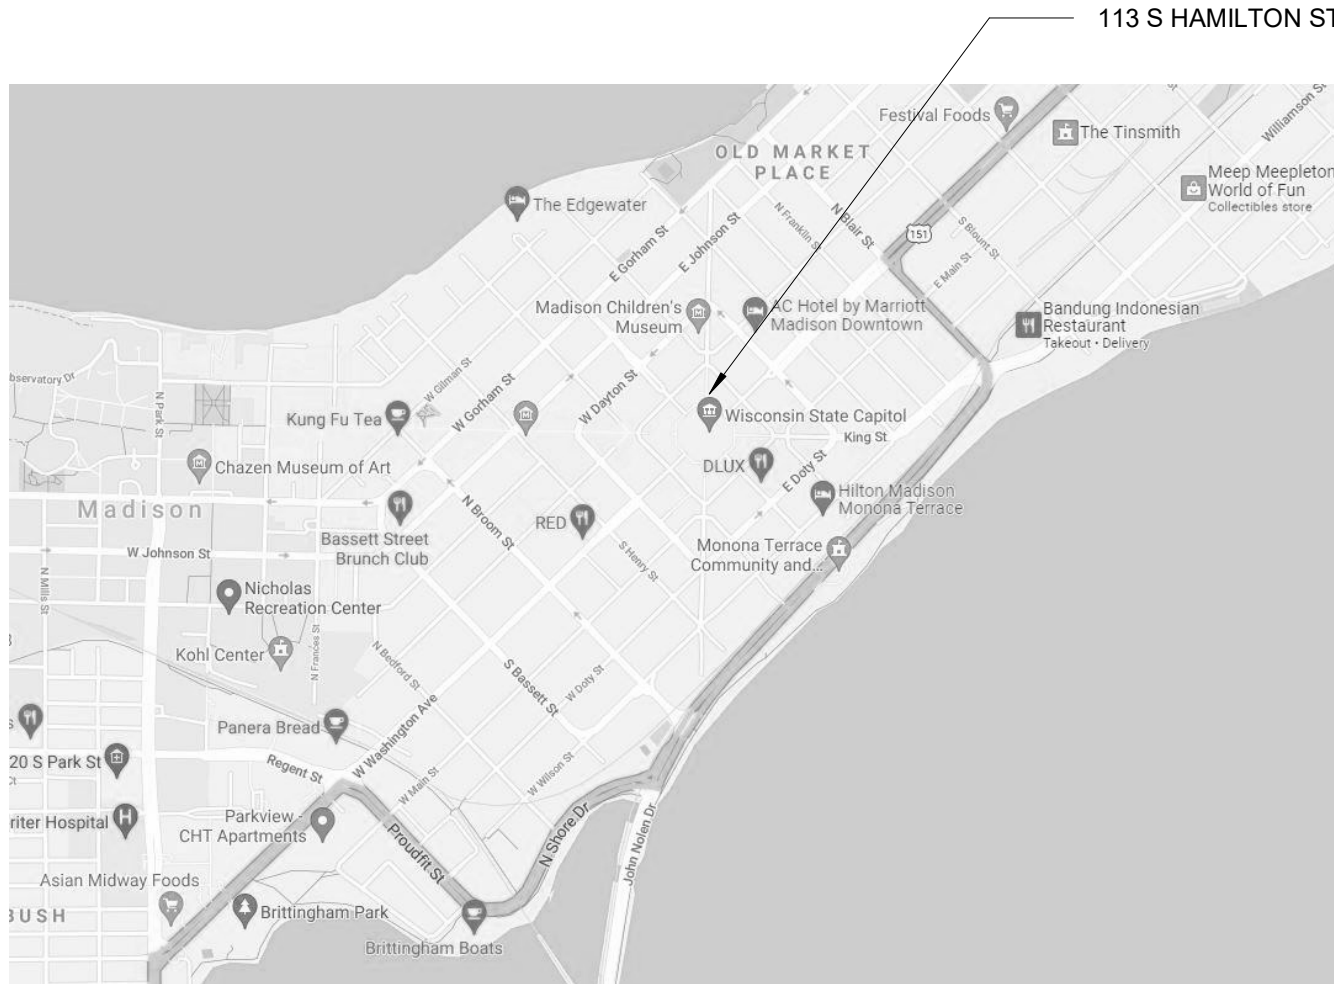 113 S HAMILTON ST
Festival Foods
The Tinsmith
Williamson St
OLD MARKET
PLACE
Meep Meepleton
World of Fun
Collectibles store
The Edgewater
N Franklin St
N Blair St
151
S Blount St
E Gorham St
E Johnson St
E Main St
Madison Children's
Museum
AC Hotel by Marriott
Madison Downtown
Bandung Indonesian
Restaurant
Takeout • Delivery
bservatory Dr
N Park St
W Gilman St
W Gorham St
W Dayton St
Kung Fu Tea
Wisconsin State Capitol
King St
Chazen Museum of Art
DLUX
E Doty St
Hilton Madison
Monona Terrace
Madison
Bassett Street
Brunch Club
N Broom St
RED
S Henry St
Monona Terrace
Community and...
W Johnson St
N Mills St
Nicholas
Recreation Center
Kohl Center
N Frances St
N Bedford St
S Bassett St
W Doty St
s
Panera Bread
W Washington Ave
20 S Park St
Regent St
W Main St
W Wilson St
Ct
riter Hospital
H
Parkview -
CHT Apartments
Proudfit St
N Shore Dr
John Nolen Dr
Asian Midway Foods
BUSH
Brittingham Park
Brittingham Boats